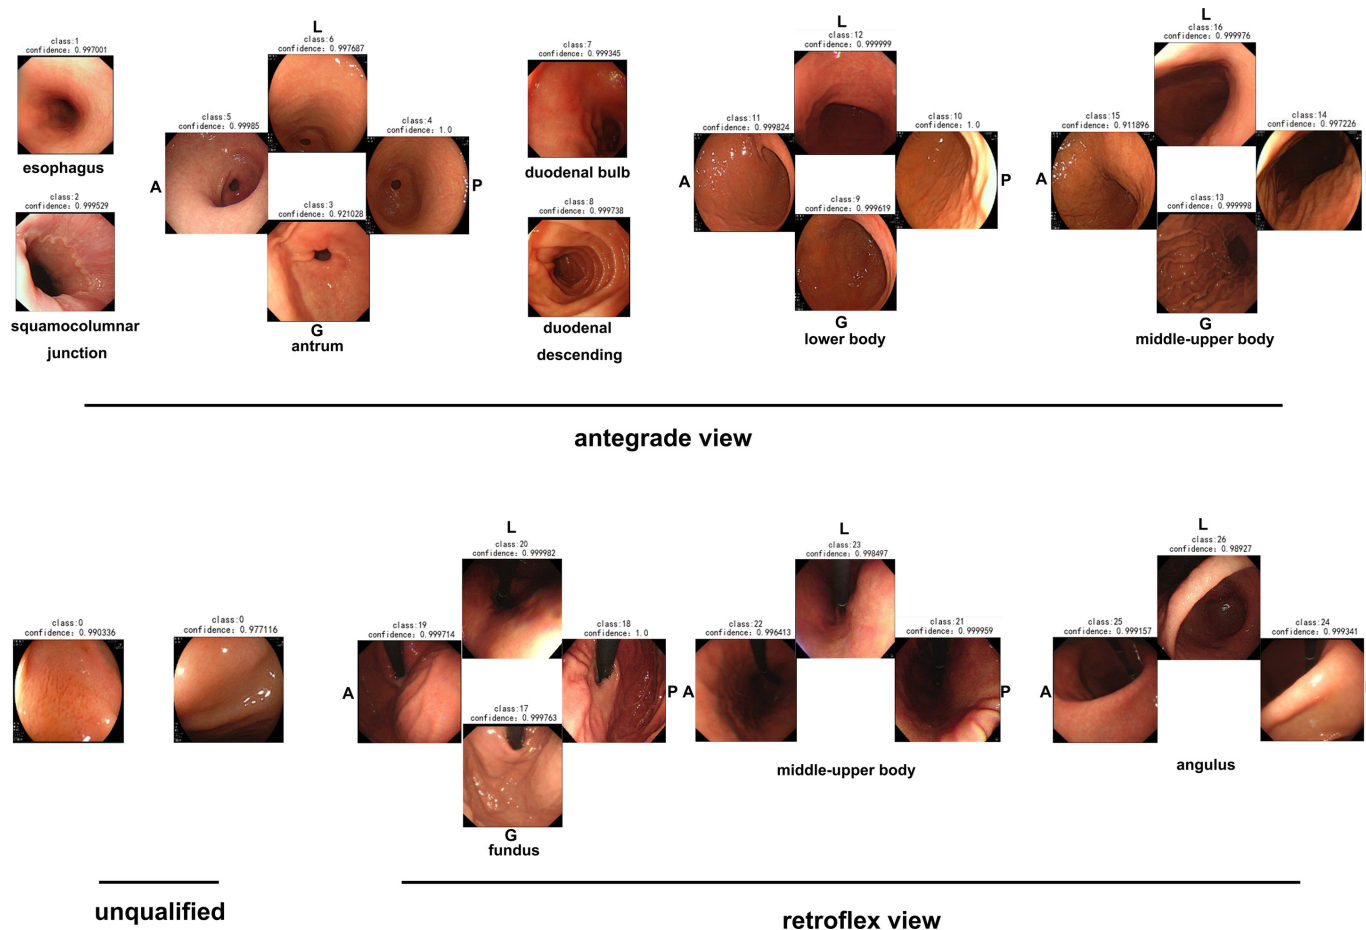 class:1
confidence: 0.997001
esophagus
class:2
confidence: 0.999529
squamocolumnar
junction
L
class:6
confidence: 0.997687
class:5
confidence: 0.99985
class:4
confidence: 1.0
A
P
class:3
confidence: 0.921028
G
antrum
class:7
confidence: 0.999345
duodenal bulb
class:8
confidence: 0.999738
duodenal
descending
L
class:12
confidence: 0.999999
class:11
confidence: 0.999824
class:10
confidence: 1.0
A
P
class:9
confidence: 0.999619
G
lower body
L
class:16
confidence: 0.999976
class:15
confidence: 0.911896
class:14
confidence: 0.997226
A
class:13
confidence: 0.999998
G
middle-upper body
antegrade view
class:0
confidence: 0.990336
class:0
confidence: 0.977116
unqualified
L
class:20
confidence: 0.999982
class:19
confidence: 0.999714
class:18
confidence: 1.0
A
P
class:17
confidence: 0.999763
G
fundus
L
class:23
confidence: 0.998497
class:22
confidence: 0.996413
class:21
confidence: 0.999959
A
P
middle-upper body
L
class:26
confidence: 0.98927
class:25
confidence: 0.999157
class:24
confidence: 0.999341
A
angulus
retroflex view